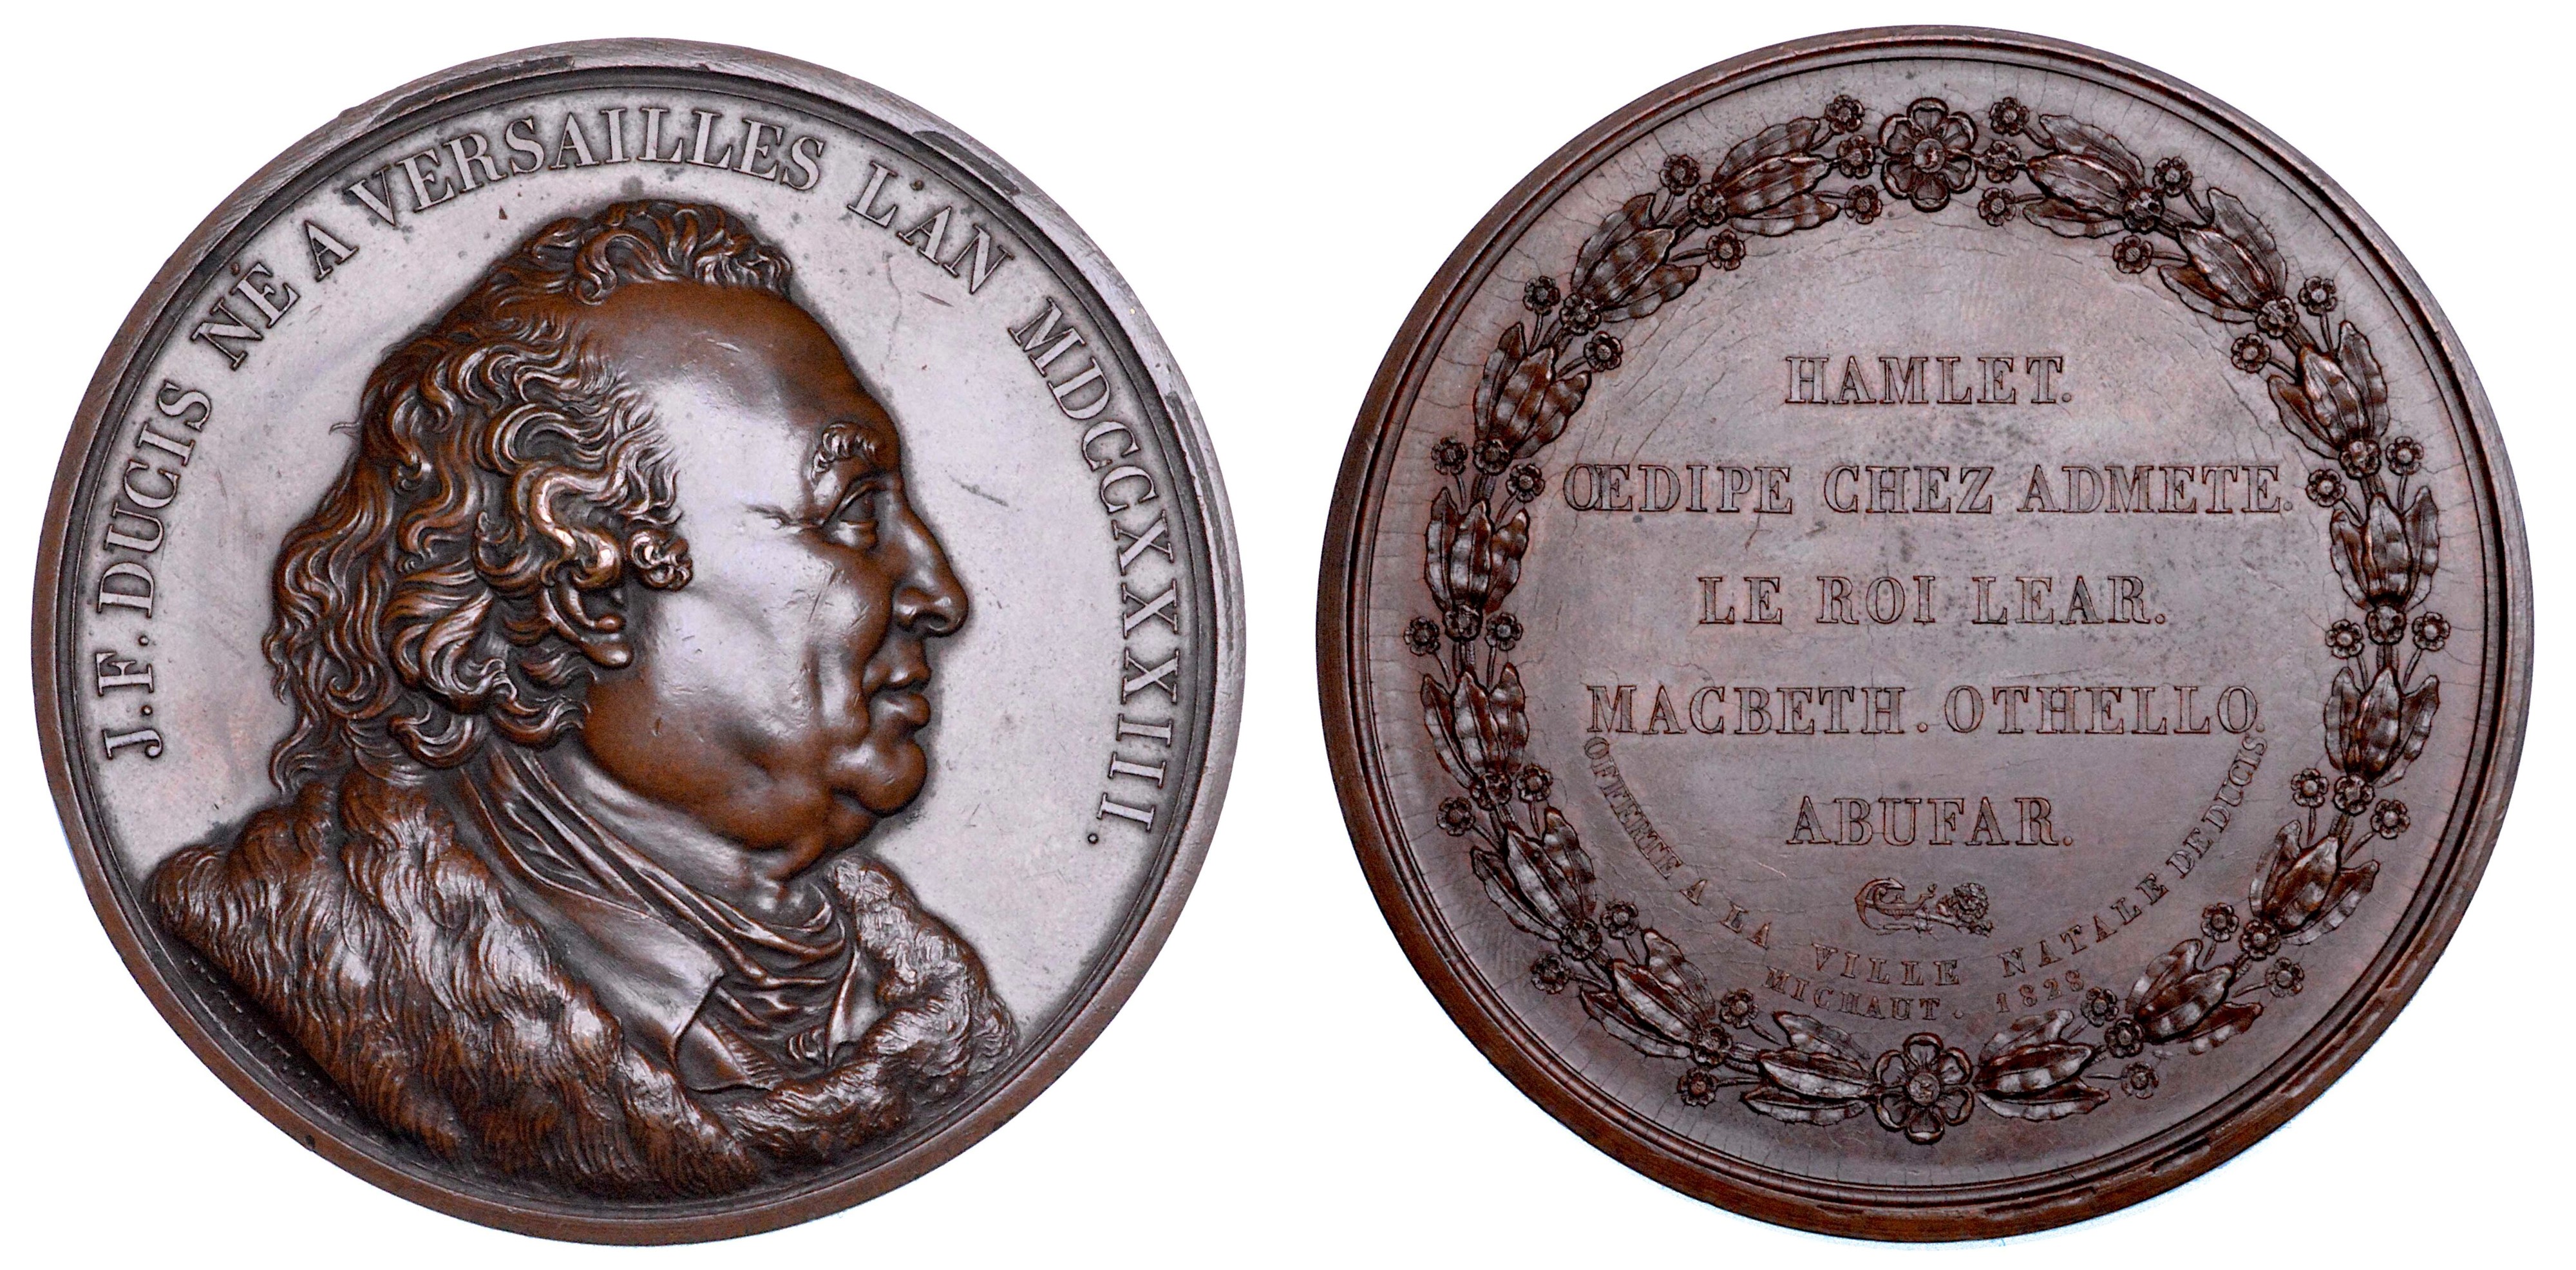 J. F. DUCIS NÉ A VERSAILLES L'AN MDCCXXXIII.
HAMLET.
ŒDIPE CHEZ ADMETE.
LE ROI LEAR.
MACBETH. OTHELLO.
ABUFAR.
OFFERTE A LA VILLE NATALE DE DUCIS.
MICHAUT. 1828